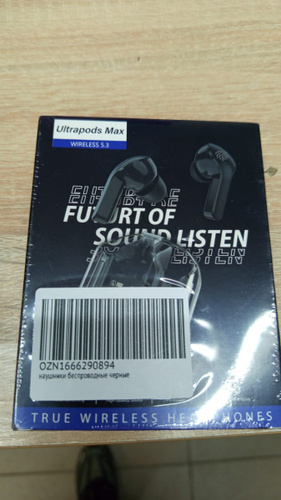 Ultrapods Max
WIRELESS 5.3
FUTURT OF
SOUND LISTEN
OZN1666290894
наушники беспроводные черные
TRUE WIRELESS HEADPHONES